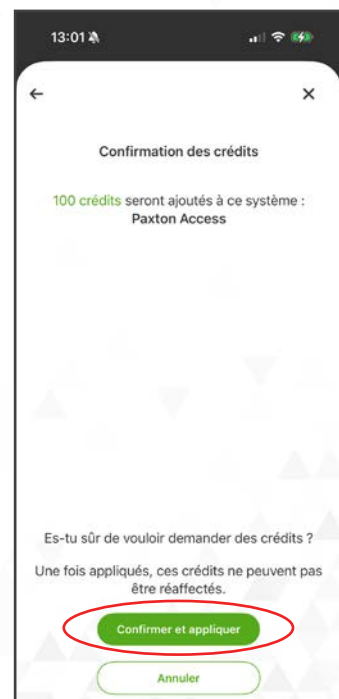 13:01
Confirmation des crédits
100 crédits seront ajoutés à ce système :
Paxton Access
Es-tu sûr de vouloir demander des crédits ?
Une fois appliqués, ces crédits ne peuvent pas
être réaffectés.
Confirmer et appliquer
Annuler